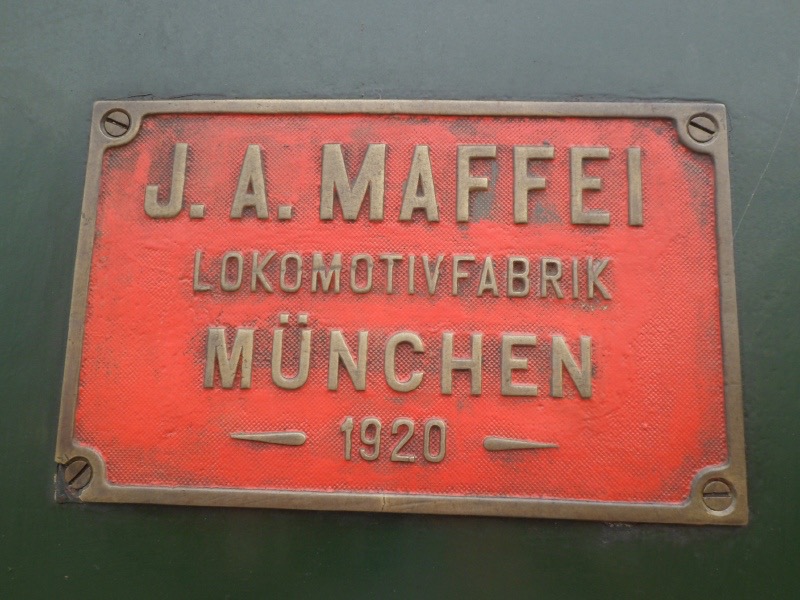 J. A. MAFFEI
LOKOMOTIVFABRIK
MÜNCHEN
1920